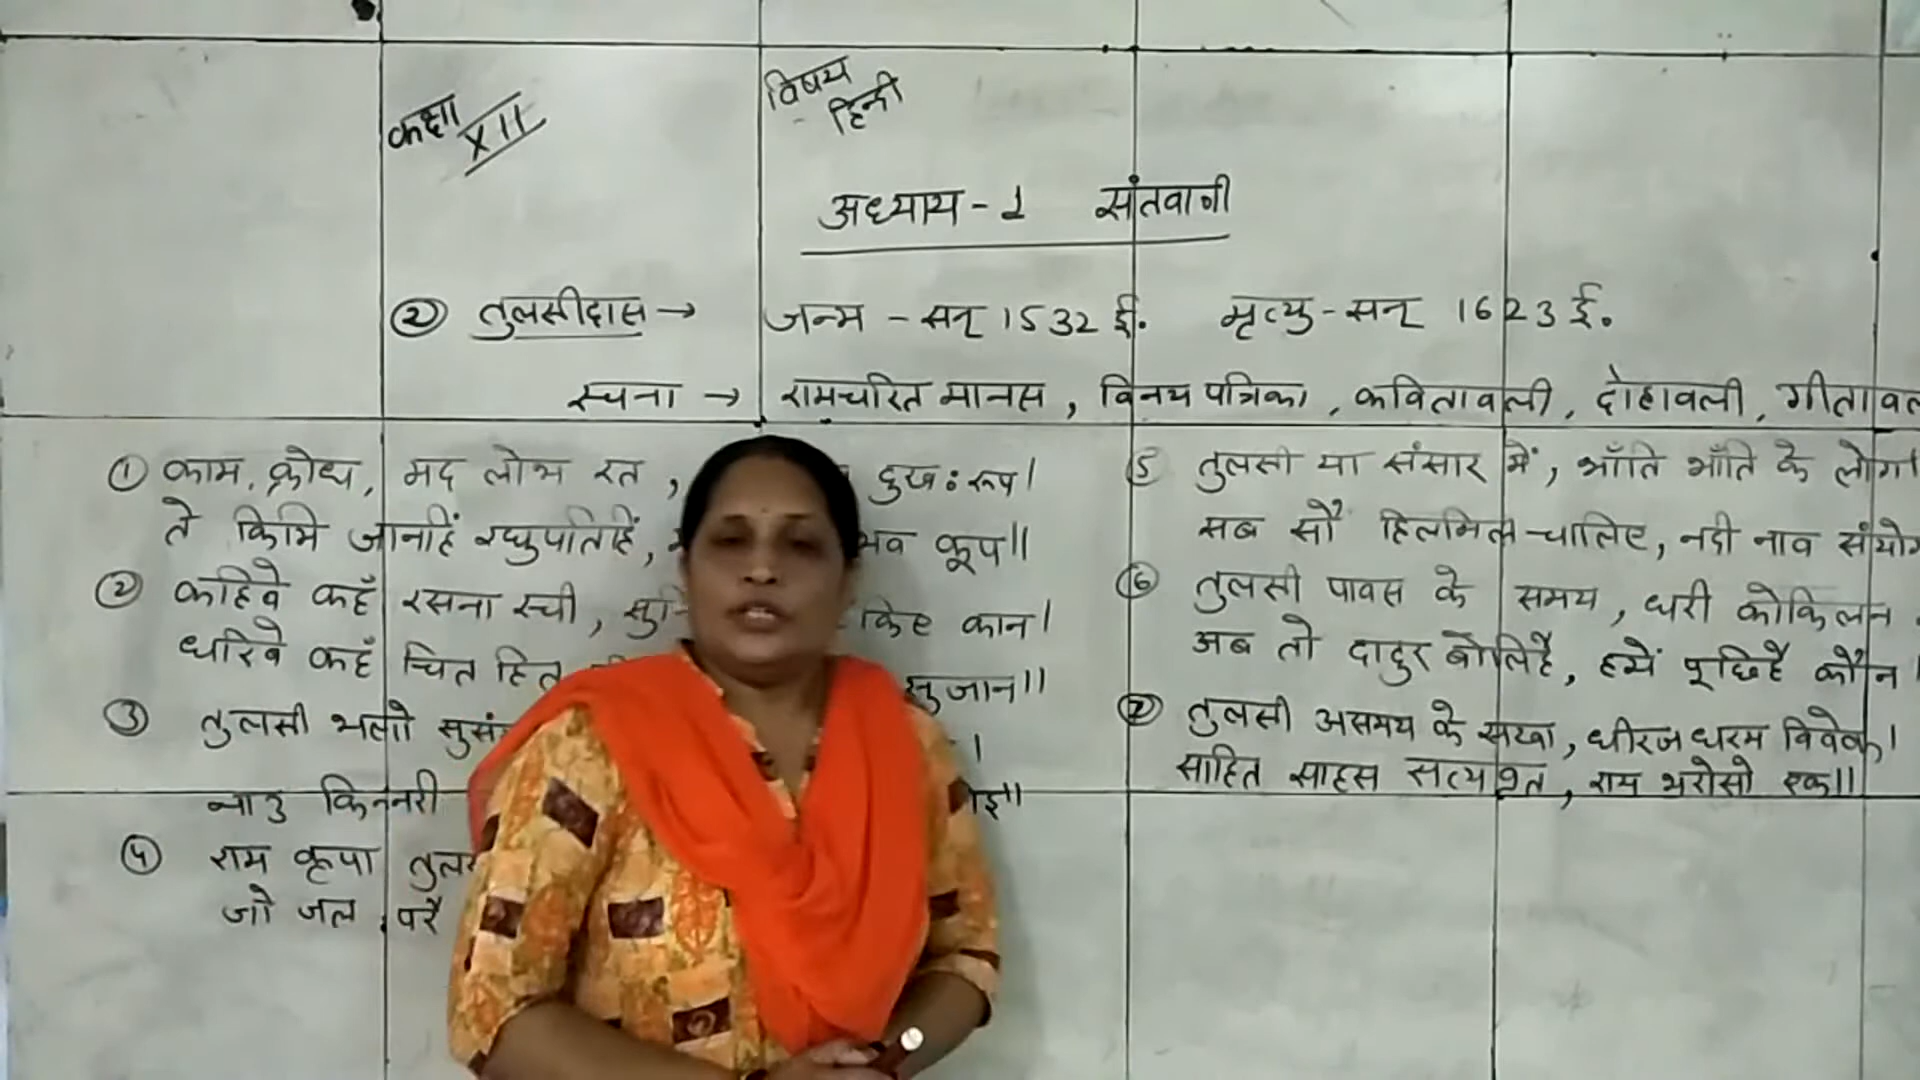 कक्षा XII
विषय - हिन्दी
अध्याय - 1 संतवाणी
② तुलसीदास → जन्म - सन् 1532 ई. मृत्यु - सन् 1623 ई.
रचना → रामचरित मानस, विनय पत्रिका, कवितावली, दोहावली,
① काम, क्रोध, मद लोभ रत, दुख:रूप।
ते किमि जानहिं रघुपतिहिं, भव कूप॥
② कहिवे कहँ रसना रची, किए कान।
धरिवे कहँ चित हित सुजान॥
③ तुलसी भलो
नाउ किन्नरी
④ राम कृपा
जो जल परै
⑤ तुलसी या संसार में, भाँति भाँति के लोग।
सब सौं हिलमिल चालिए, नदी नाव
⑥ तुलसी पावस के समय, धरी कोकिलन
अब तो दादुर बोलिहै, हमें पूछिहै कौन।
⑦ तुलसी असमय के सखा, धीरज धरम विवेक।
साहित साहस सत्यव्रत, राम भरोसो एक॥